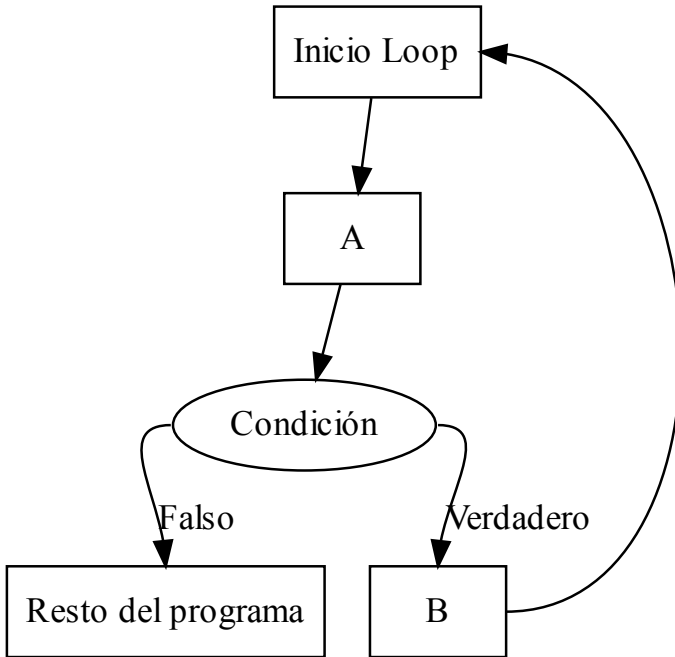 Inicio Loop
A
Condición
Falso
Verdadero
Resto del programa
B